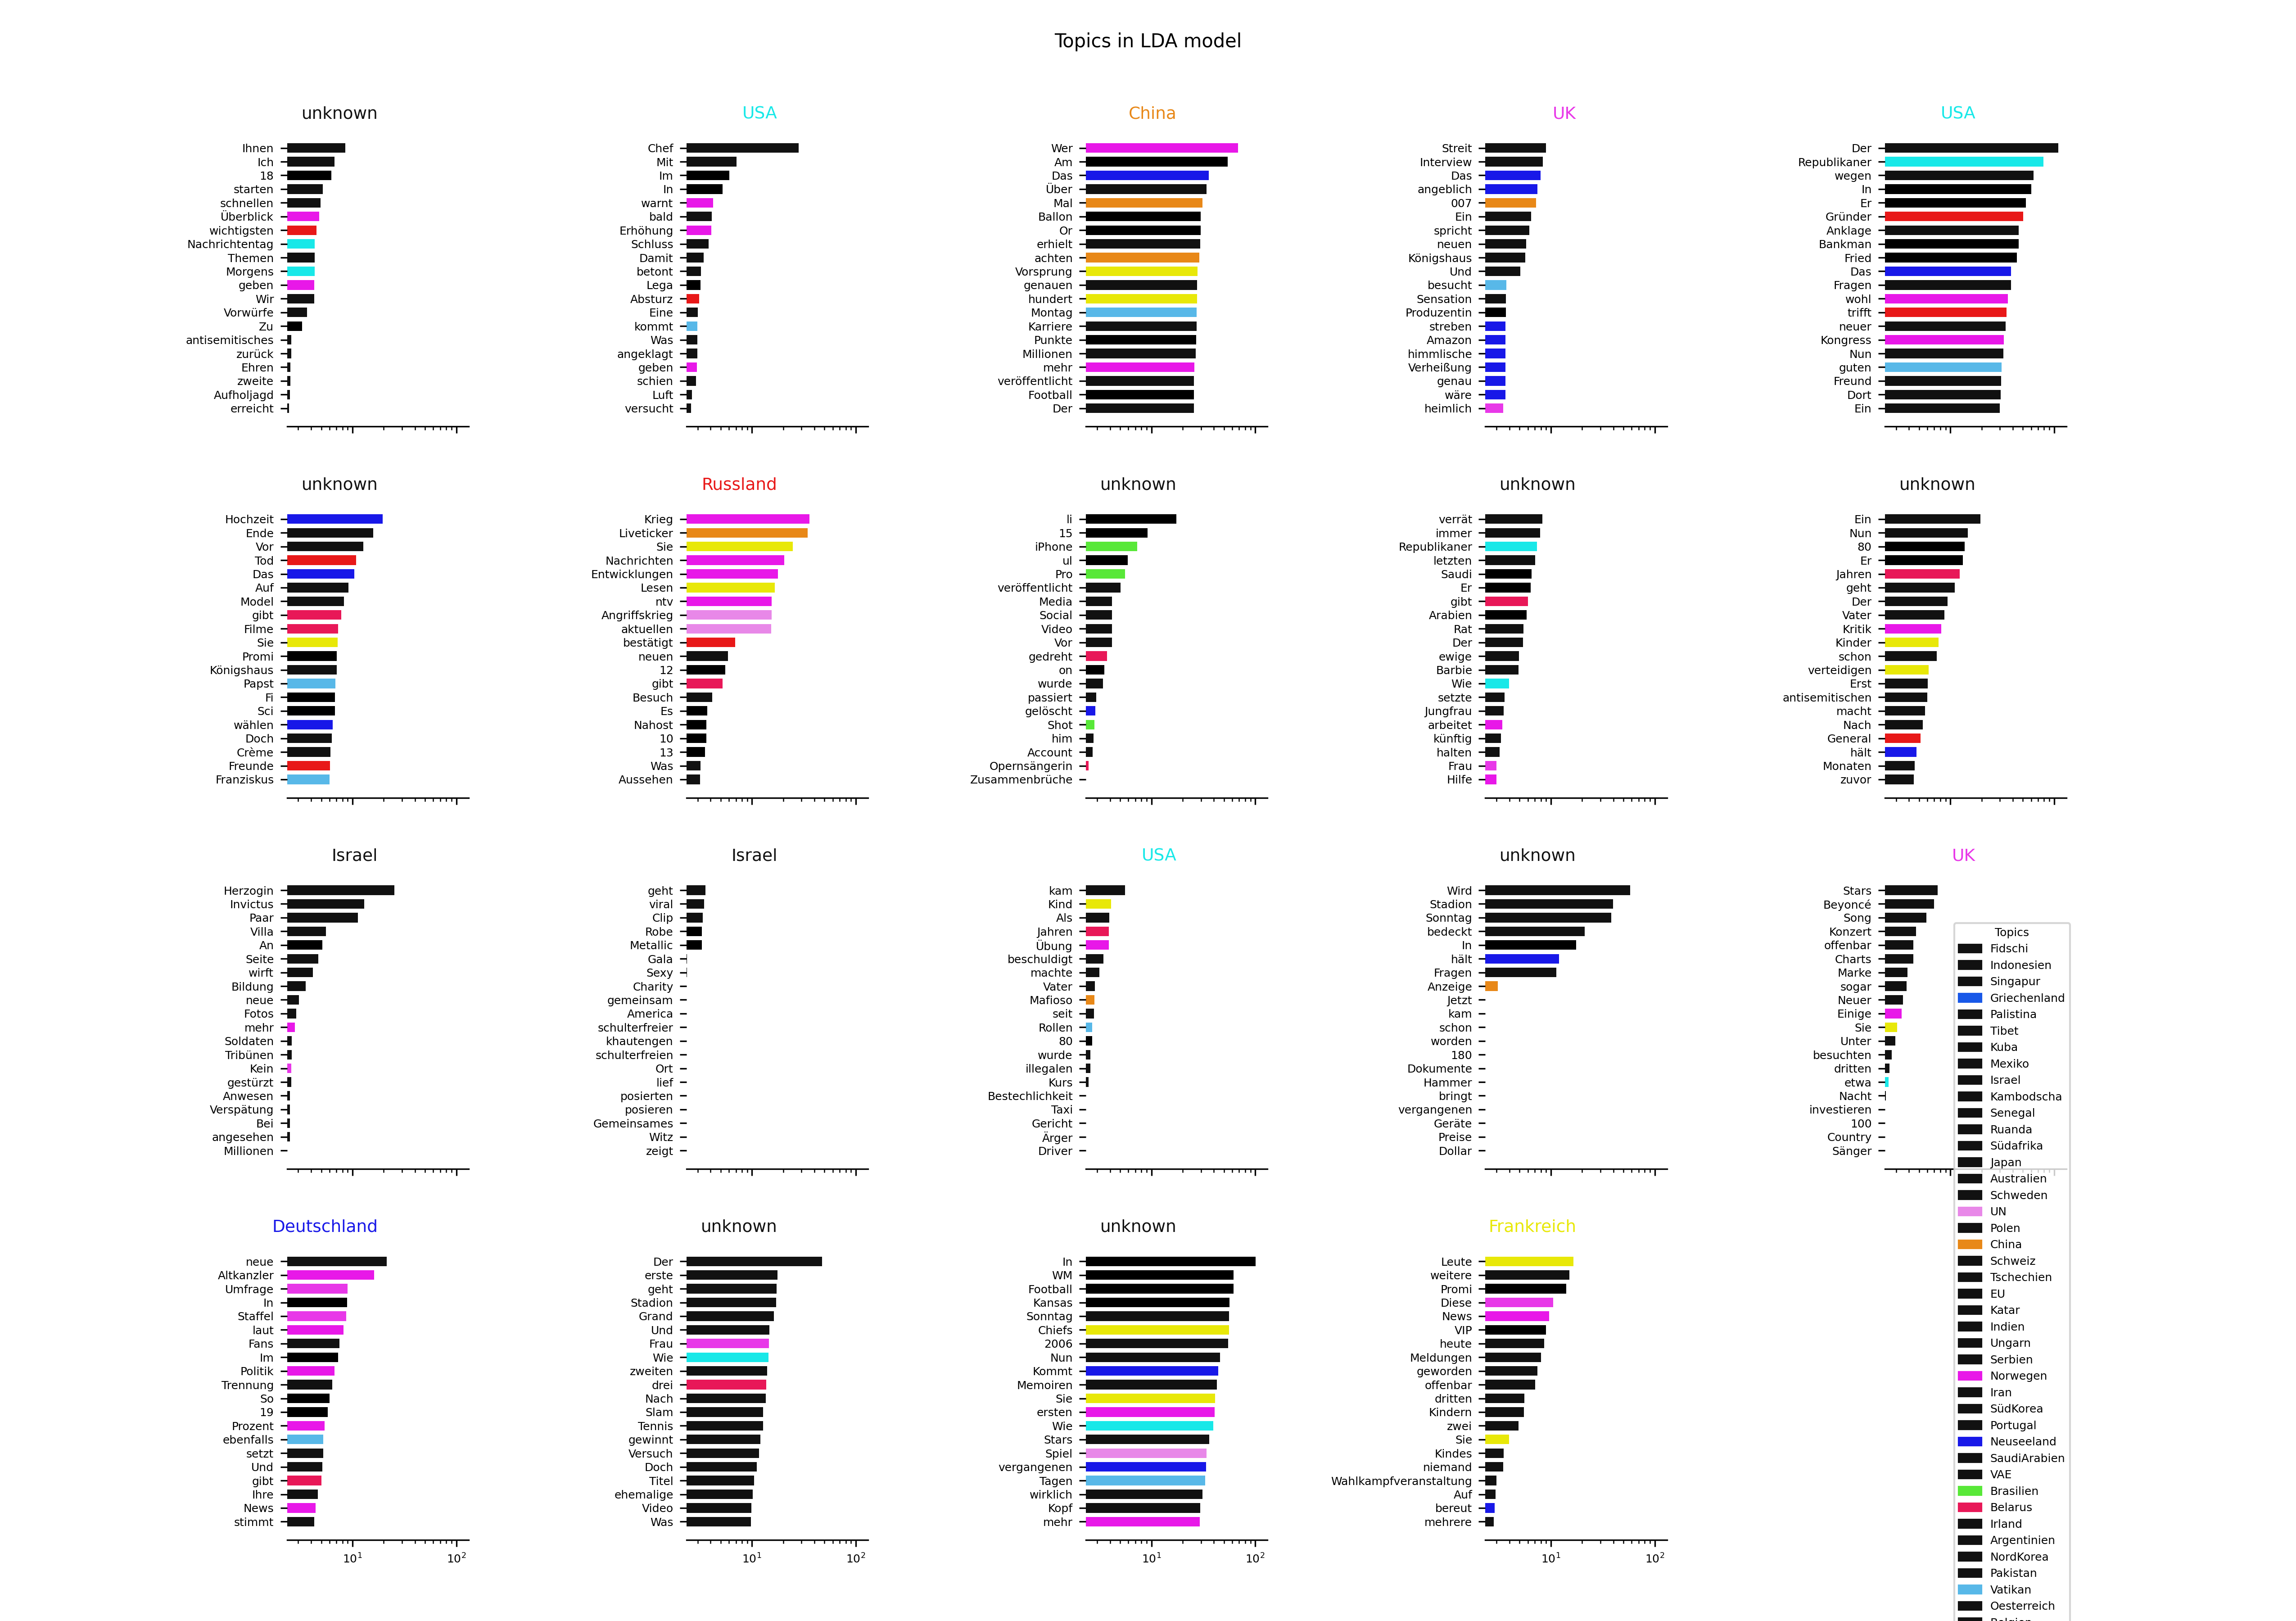 Topics in LDA model
unknown
Ihnen
Ich
18
starten
schnellen
Überblick
wichtigsten
Nachrichtentag
Themen
Morgens
geben
Wir
Vorwürfe
Zu
antisemitisches
zurück
Ehren
zweite
Aufholjagd
erreicht
USA
Chef
Mit
Im
In
warnt
bald
Erhöhung
Schluss
Damit
betont
Lega
Absturz
Eine
kommt
Was
angeklagt
geben
schien
Luft
versucht
China
Wer
Am
Das
Über
Mal
Ballon
Or
erhielt
achten
Vorsprung
genauen
hundert
Montag
Karriere
Punkte
Millionen
mehr
veröffentlicht
Football
Der
UK
Streit
Interview
Das
angeblich
007
Ein
spricht
neuen
Königshaus
Und
besucht
Sensation
Produzentin
streben
Amazon
himmlische
Verheißung
genau
wäre
heimlich
USA
Der
Republikaner
wegen
In
Er
Gründer
Anklage
Bankman
Fried
Das
Fragen
wohl
trifft
neuer
Kongress
Nun
guten
Freund
Dort
Ein
unknown
Hochzeit
Ende
Vor
Tod
Das
Auf
Model
gibt
Filme
Sie
Promi
Königshaus
Papst
Fi
Sci
wählen
Doch
Crème
Freunde
Franziskus
Russland
Krieg
Liveticker
Sie
Nachrichten
Entwicklungen
Lesen
ntv
Angriffskrieg
aktuellen
bestätigt
neuen
12
gibt
Besuch
Es
Nahost
10
13
Was
Aussehen
unknown
li
15
iPhone
ul
Pro
veröffentlicht
Media
Social
Video
Vor
gedreht
on
wurde
passiert
gelöscht
Shot
him
Account
Opernsängerin
Zusammenbrüche
unknown
verrät
immer
Republikaner
letzten
Saudi
Er
gibt
Arabien
Rat
Der
ewige
Barbie
Wie
setzte
Jungfrau
arbeitet
künftig
halten
Frau
Hilfe
unknown
Ein
Nun
80
Er
Jahren
geht
Der
Vater
Kritik
Kinder
schon
verteidigen
Erst
antisemitischen
macht
Nach
General
hält
Monaten
zuvor
Israel
Herzogin
Invictus
Paar
Villa
An
Seite
wirft
Bildung
neue
Fotos
mehr
Soldaten
Tribünen
Kein
gestürzt
Anwesen
Verspätung
Bei
angesehen
Millionen
Israel
geht
viral
Clip
Robe
Metallic
Gala
Sexy
Charity
gemeinsam
America
schulterfreier
khautengen
schulterfreien
Ort
lief
posierten
posieren
Gemeinsames
Witz
zeigt
USA
kam
Kind
Als
Jahren
Übung
beschuldigt
machte
Vater
Mafioso
seit
Rollen
80
wurde
illegalen
Kurs
Bestechlichkeit
Taxi
Gericht
Ärger
Driver
unknown
Wird
Stadion
Sonntag
bedeckt
In
hält
Fragen
Anzeige
Jetzt
kam
schon
worden
180
Dokumente
Hammer
bringt
vergangenen
Geräte
Preise
Dollar
UK
Stars
Beyoncé
Song
Konzert
offenbar
Charts
Marke
sogar
Neuer
Einige
Sie
Unter
besuchten
dritten
etwa
Nacht
investieren
100
Country
Sänger
Deutschland
neue
Altkanzler
Umfrage
In
Staffel
laut
Fans
Im
Politik
Trennung
So
19
Prozent
ebenfalls
setzt
Und
gibt
Ihre
News
stimmt
10¹
10²
unknown
Der
erste
geht
Stadion
Grand
Und
Frau
Wie
zweiten
drei
Nach
Slam
Tennis
gewinnt
Versuch
Doch
Titel
ehemalige
Video
Was
10¹
10²
unknown
In
WM
Football
Kansas
Sonntag
Chiefs
2006
Nun
Kommt
Memoiren
Sie
ersten
Wie
Stars
Spiel
vergangenen
Tagen
wirklich
Kopf
mehr
10¹
10²
Frankreich
Leute
weitere
Promi
Diese
News
VIP
heute
Meldungen
geworden
offenbar
dritten
Kindern
zwei
Sie
Kindes
niemand
Wahlkampfveranstaltung
Auf
bereut
mehrere
10¹
10²
Topics
Fidschi
Indonesien
Singapur
Griechenland
Palistina
Tibet
Kuba
Mexiko
Israel
Kambodscha
Senegal
Ruanda
Südafrika
Japan
Australien
Schweden
UN
Polen
China
Schweiz
Tschechien
EU
Katar
Indien
Ungarn
Serbien
Norwegen
Iran
SüdKorea
Portugal
Neuseeland
SaudiArabien
VAE
Brasilien
Belarus
Irland
Argentinien
NordKorea
Pakistan
Vatikan
Oesterreich